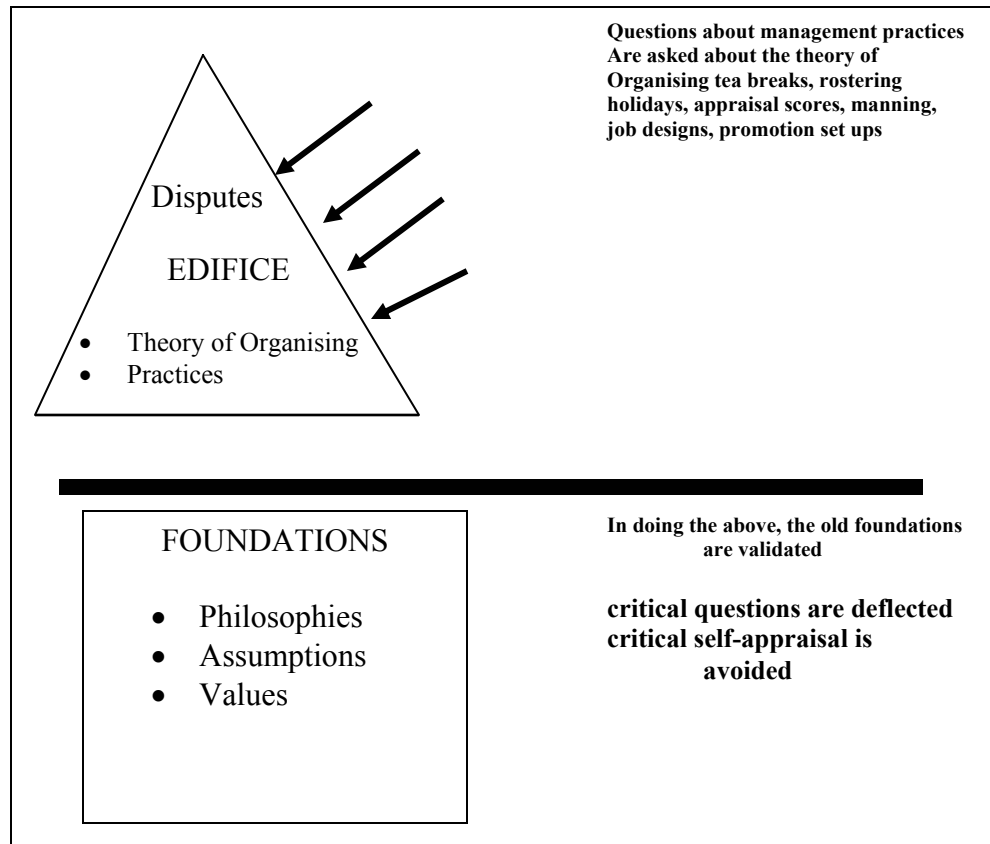 Questions about management practices
Are asked about the theory of
Organising tea breaks, rostering
holidays, appraisal scores, manning,
job designs, promotion set ups
Disputes
EDIFICE
• Theory of Organising
• Practices
FOUNDATIONS
• Philosophies
• Assumptions
• Values
In doing the above, the old foundations
are validated
critical questions are deflected
critical self-appraisal is
avoided